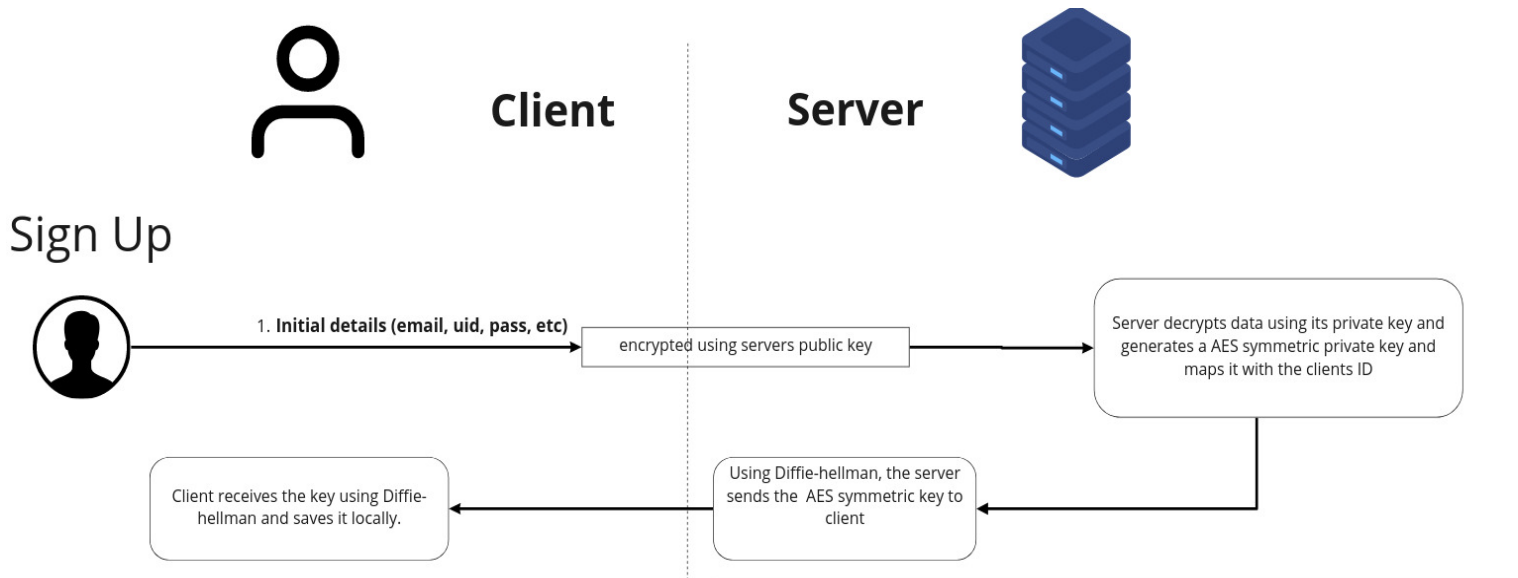 Client
Server
Sign Up
1. Initial details (email, uid, pass, etc)
encrypted using servers public key
Server decrypts data using its private key and
generates a AES symmetric private key and
maps it with the clients ID
Using Diffie-hellman, the server
sends the AES symmetric key to
client
Client receives the key using Diffie-
hellman and saves it locally.